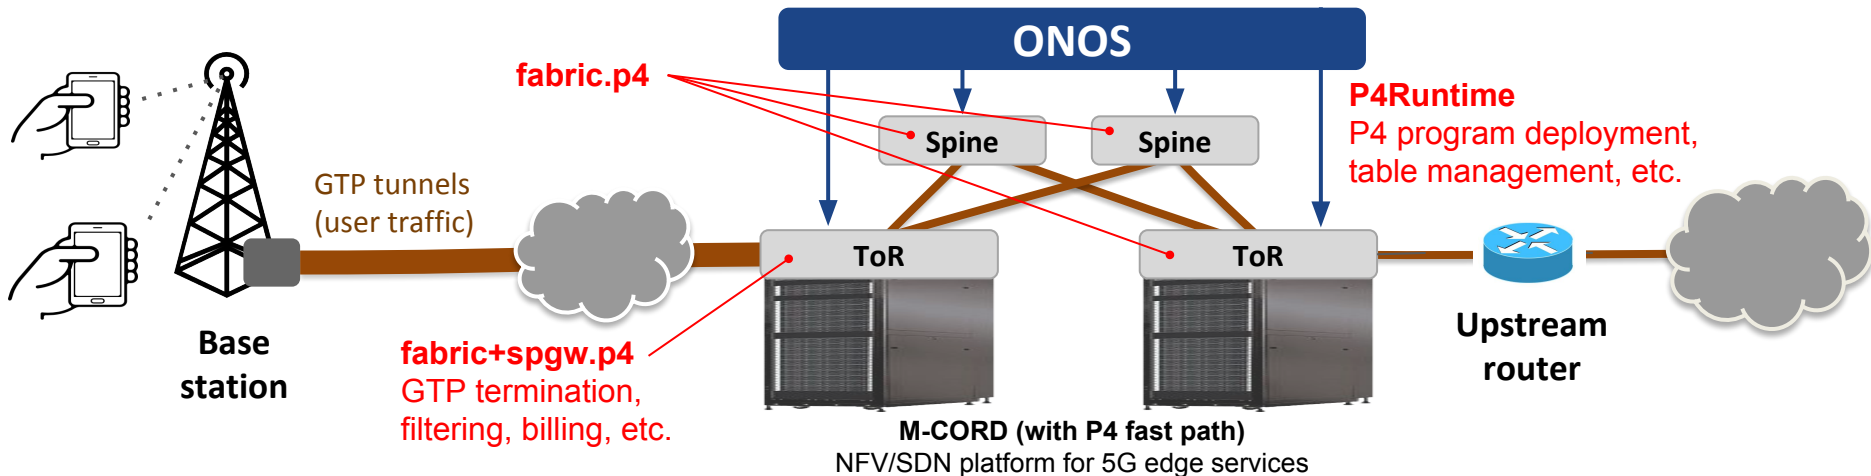 ONOS
fabric.p4
P4Runtime
P4 program deployment,
table management, etc.
Spine
Spine
GTP tunnels
(user traffic)
ToR
ToR
Base
station
fabric+spgw.p4
GTP termination,
filtering, billing, etc.
Upstream
router
M-CORD (with P4 fast path)
NFV/SDN platform for 5G edge services